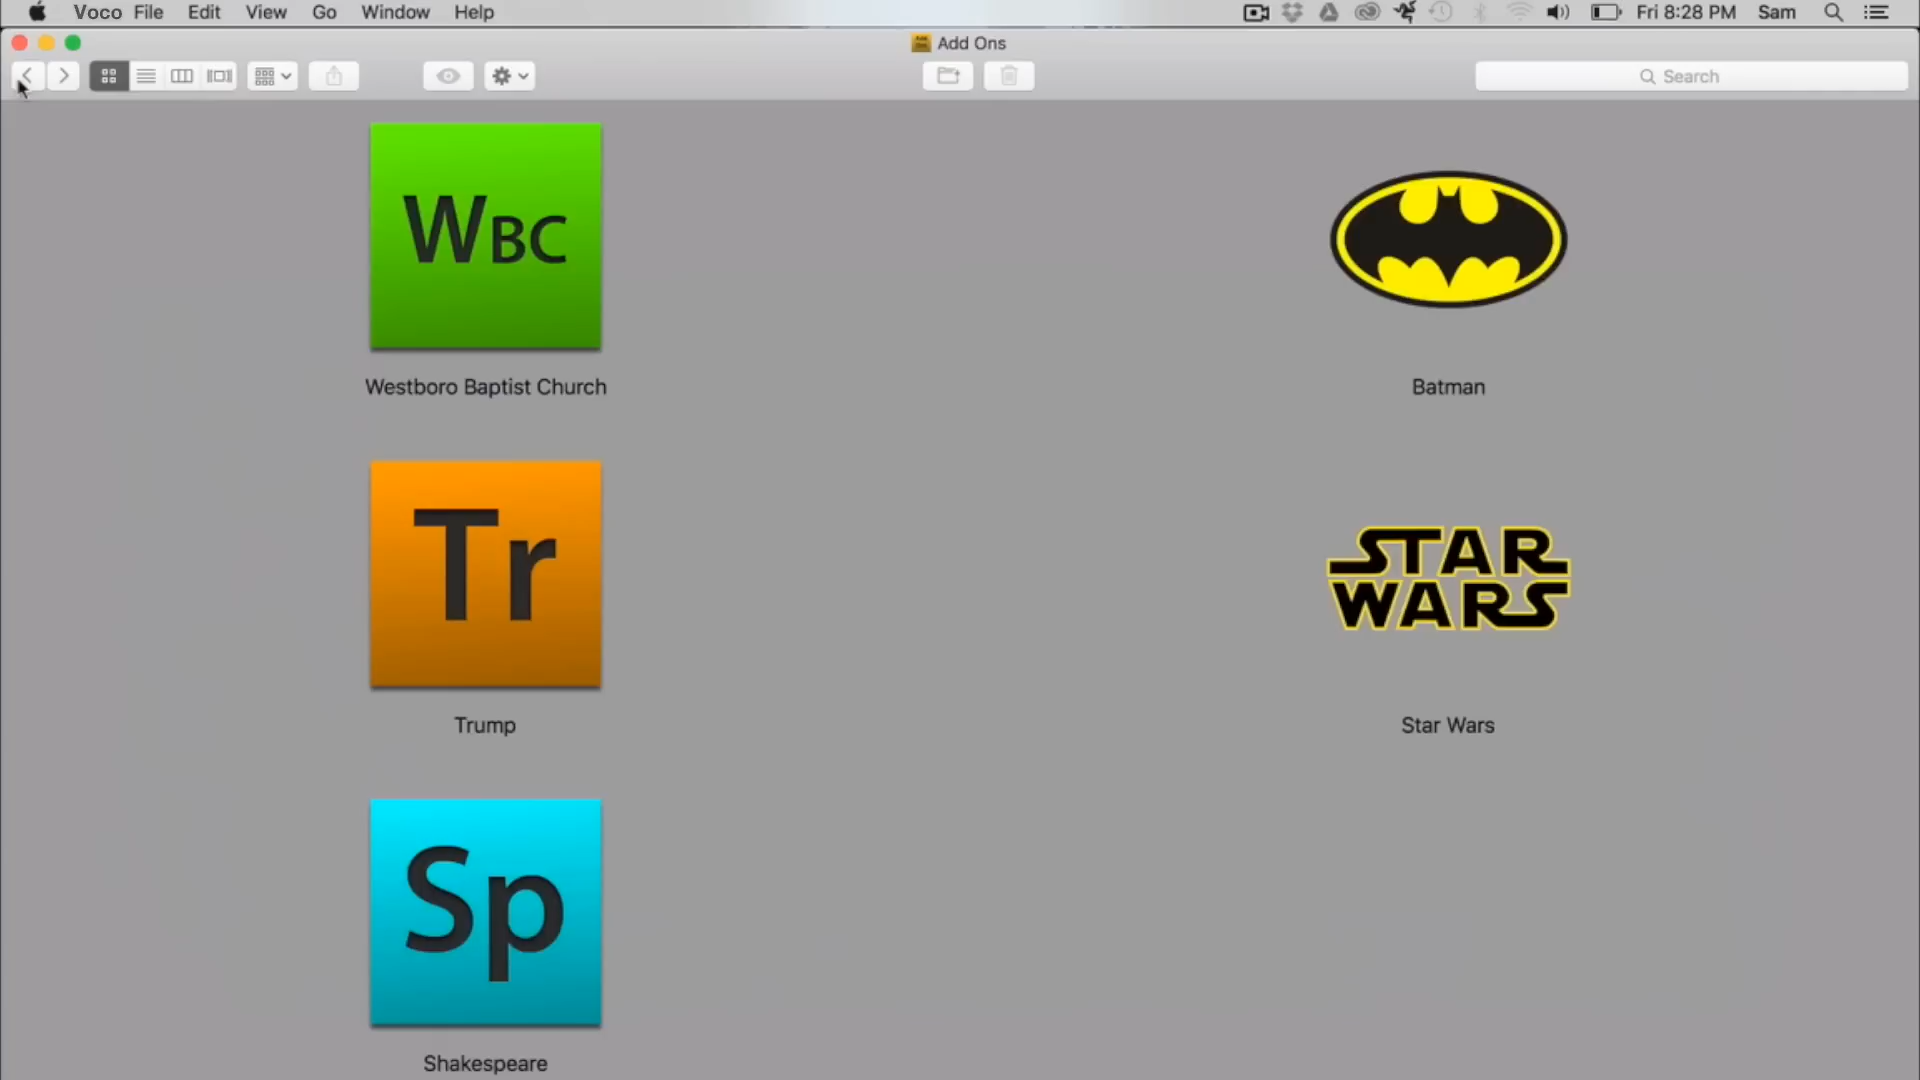 Voco File Edit View Go Window Help Fri 8:28 PM Sam
Add Ons
Search
WBC
Westboro Baptist Church
Batman
Tr
Trump
STAR
WARS
Star Wars
Sp
Shakespeare